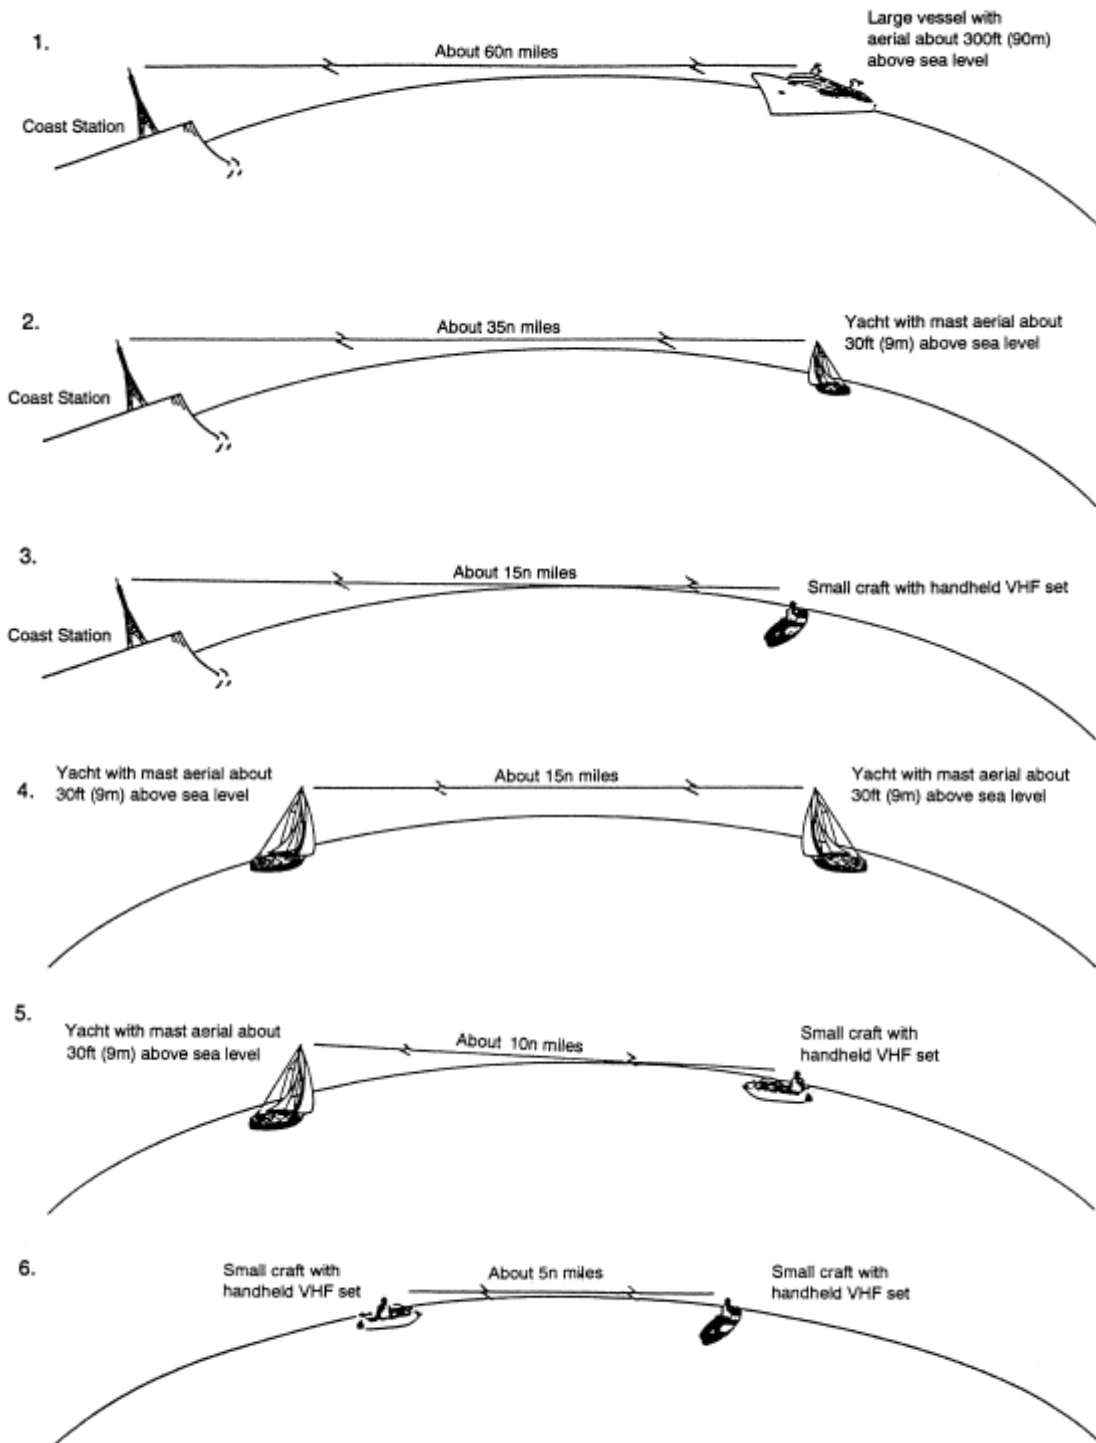 1.
About 60n miles
Large vessel with
aerial about 300ft (90m)
above sea level
Coast Station
2.
About 35n miles
Yacht with mast aerial about
30ft (9m) above sea level
Coast Station
3.
About 15n miles
Small craft with handheld VHF set
Coast Station
4.
Yacht with mast aerial about
30ft (9m) above sea level
About 15n miles
Yacht with mast aerial about
30ft (9m) above sea level
5.
Yacht with mast aerial about
30ft (9m) above sea level
About 10n miles
Small craft with
handheld VHF set
6.
Small craft with
handheld VHF set
About 5n miles
Small craft with
handheld VHF set